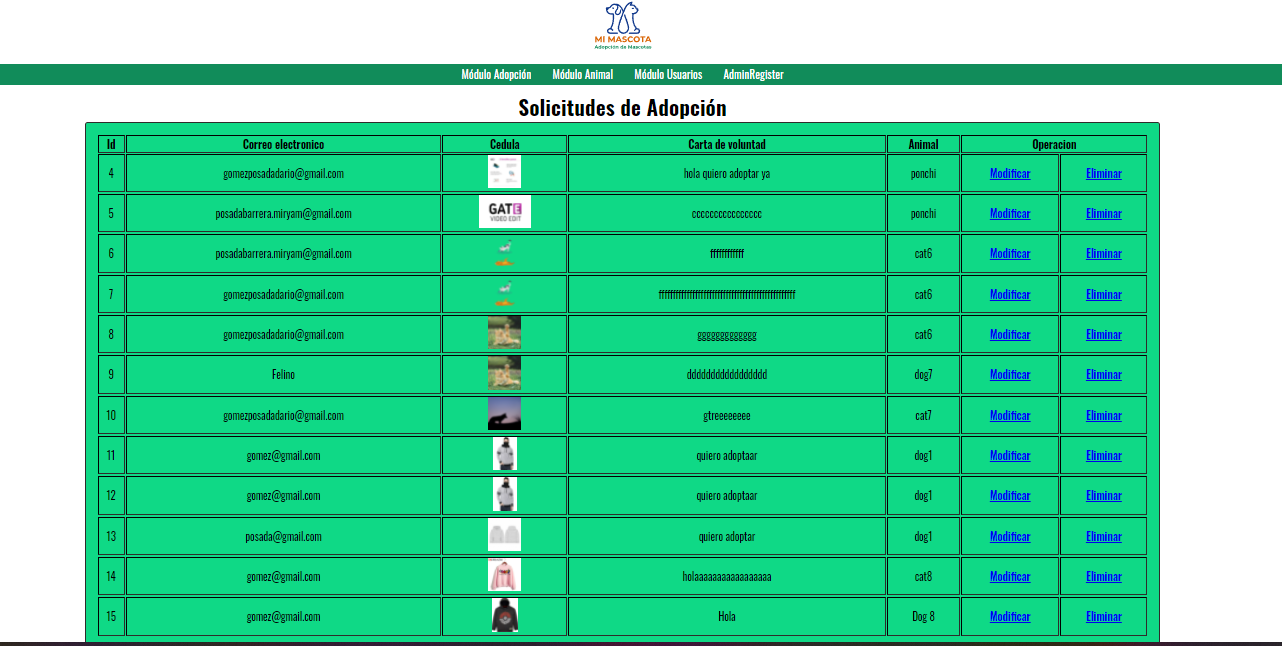 MI MASCOTA
Adopción de Mascotas
Módulo Adopción Módulo Animal Módulo Usuarios AdminRegister
Solicitudes de Adopción
Id Correo electronico Cedula Carta de voluntad Animal Operacion
4 gomezposadadario@gmail.com hola quiero adoptar ya ponchi Modificar Eliminar
GATE
VIDEO EDIT
5 posadabarrera.miryam@gmail.com cccccccccccccccc ponchi Modificar Eliminar
6 posadabarrera.miryam@gmail.com ffffffffffff cat6 Modificar Eliminar
7 gomezposadadario@gmail.com cat6 Modificar Eliminar
8 gomezposadadario@gmail.com ggggggggggggg cat6 Modificar Eliminar
9 Felino ddddddddddddddddd dog7 Modificar Eliminar
10 gomezposadadario@gmail.com gtreeeeeeee cat7 Modificar Eliminar
11 gomez@gmail.com quiero adoptaar dog1 Modificar Eliminar
12 gomez@gmail.com quiero adoptaar dog1 Modificar Eliminar
13 posada@gmail.com quiero adoptar dog1 Modificar Eliminar
14 gomez@gmail.com holaaaaaaaaaaaaaaaaaa cat8 Modificar Eliminar
15 gomez@gmail.com Hola Dog 8 Modificar Eliminar